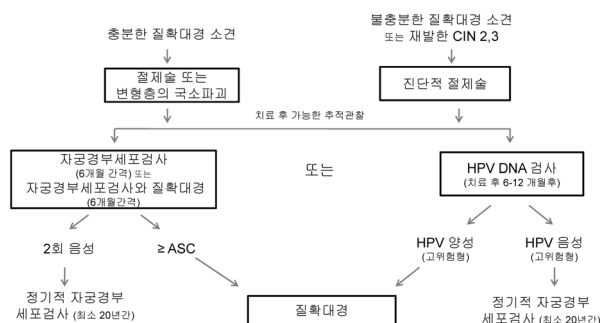 충분한 질확대경 소견
불충분한 질확대경 소견
또는 재발한 CIN 2,3
절제술 또는
변형층의 국소파괴
진단적 절제술
치료 후 가능한 추적관찰
자궁경부세포검사
(6개월 간격) 또는
자궁경부세포검사와 질확대경
(6개월간격)
또는
HPV DNA 검사
(치료 후 6-12 개월후)
2회 음성
≥ ASC
HPV 양성
(고위험형)
HPV 음성
(고위험형)
정기적 자궁경부
세포검사 (최소 20년간)
질확대경
정기적 자궁경부
세포검사 (최소 20년간)